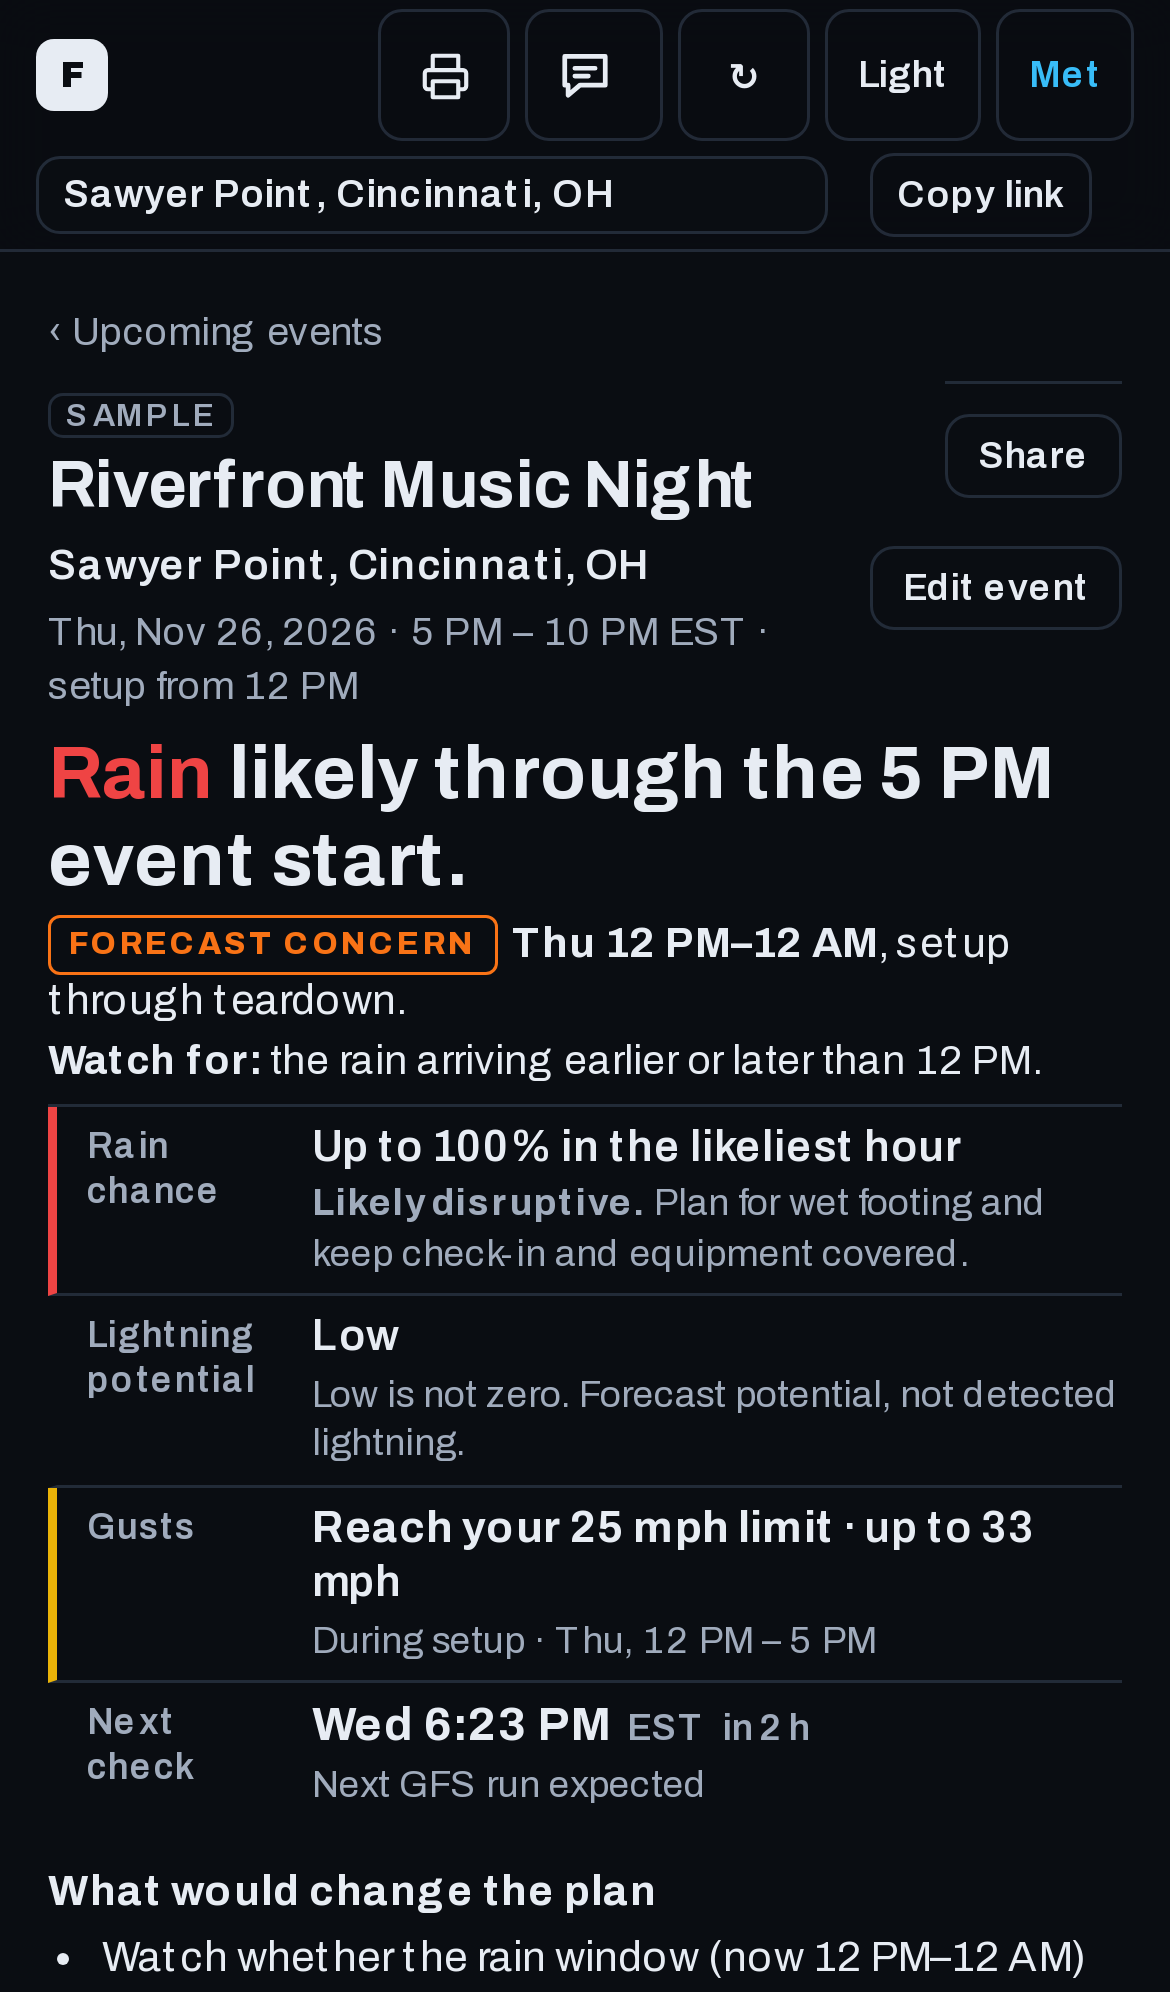 F
↻
Light
Met
Sawyer Point, Cincinnati, OH
Copy link
‹ Upcoming events
SAMPLE
Riverfront Music Night
Share
Sawyer Point, Cincinnati, OH
Edit event
Thu, Nov 26, 2026 · 5 PM – 10 PM EST ·
setup from 12 PM
Rain likely through the 5 PM
event start.
FORECAST CONCERN Thu 12 PM–12 AM, setup
through teardown.
Watch for: the rain arriving earlier or later than 12 PM.
Rain
chance
Up to 100% in the likeliest hour
Likely disruptive. Plan for wet footing and
keep check-in and equipment covered.
Lightning
potential
Low
Low is not zero. Forecast potential, not detected
lightning.
Gusts
Reach your 25 mph limit · up to 33
mph
During setup · Thu, 12 PM – 5 PM
Next
check
Wed 6:23 PM EST in 2 h
Next GFS run expected
What would change the plan
• Watch whether the rain window (now 12 PM–12 AM)